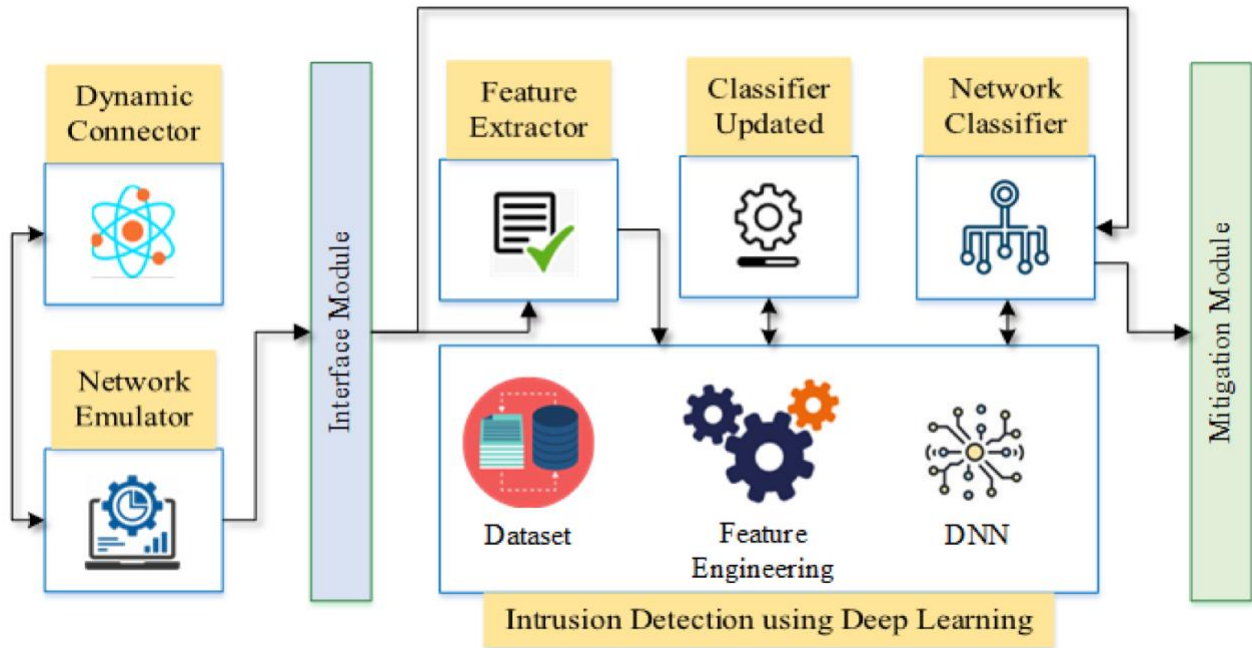 Dynamic
Connector
Network
Emulator
Interface Module
Feature
Extractor
Classifier
Updated
Network
Classifier
Dataset
Feature
Engineering
DNN
Intrusion Detection using Deep Learning
Mitigation Module